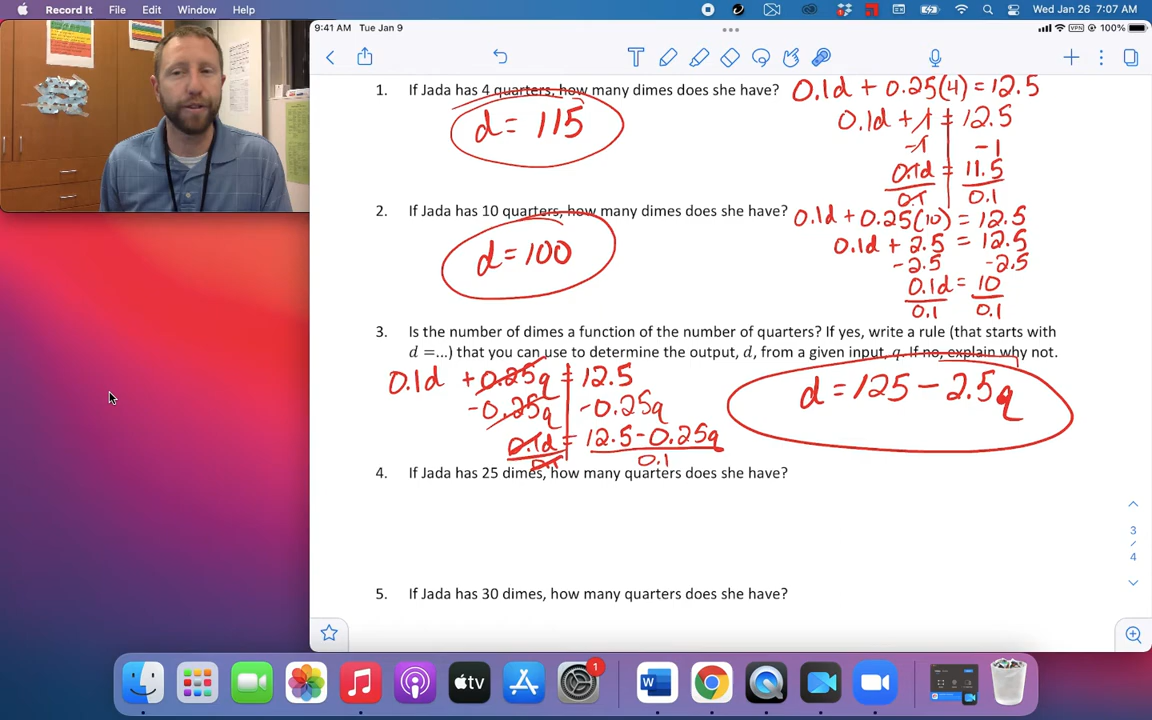 Record It File Edit Window Help Wed Jan 26 7:07 AM
9:41 AM Tue Jan 9 VPN 100%
1. If Jada has 4 quarters, how many dimes does she have?
d = 115
0.1d + 0.25(4) = 12.5
0.1d + 1 = 12.5
-1 -1
0.1d = 11.5
0.1 0.1
2. If Jada has 10 quarters, how many dimes does she have?
d = 100
0.1d + 0.25(10) = 12.5
0.1d + 2.5 = 12.5
-2.5 -2.5
0.1d = 10
0.1 0.1
3. Is the number of dimes a function of the number of quarters? If yes, write a rule (that starts with
d =...) that you can use to determine the output, d, from a given input, q. If no, explain why not.
0.1d + 0.25q = 12.5
-0.25q -0.25q
0.1d = 12.5 - 0.25q
0.1 0.1
d = 125 - 2.5q
4. If Jada has 25 dimes, how many quarters does she have?
5. If Jada has 30 dimes, how many quarters does she have?
3
/
4
tv
1
W